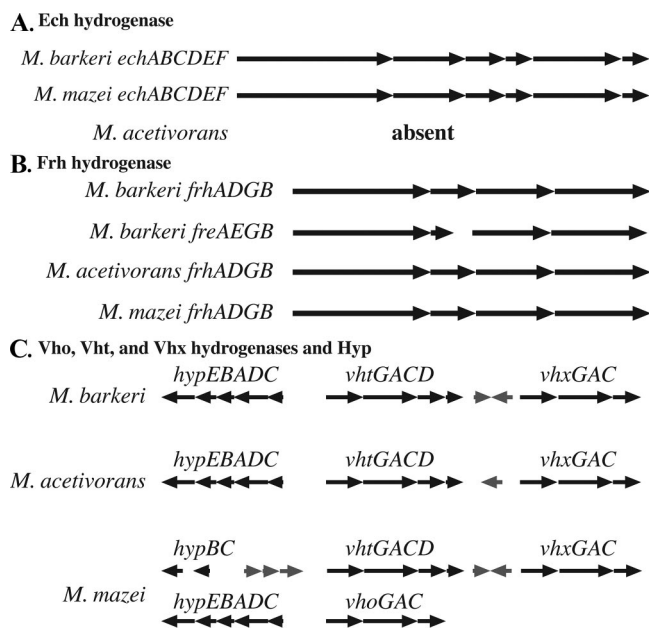 A. Ech hydrogenase
M. barkeri echABCDEF
M. mazei echABCDEF
M. acetivorans absent
B. Frh hydrogenase
M. barkeri frhADGB
M. barkeri freAEGB
M. acetivorans frhADGB
M. mazei frhADGB
C. Vho, Vht, and Vhx hydrogenases and Hyp
hypEBADC vhtGACD vhxGAC
M. barkeri
hypEBADC vhtGACD vhxGAC
M. acetivorans
hypBC vhtGACD vhxGAC
M. mazei
hypEBADC vhoGAC